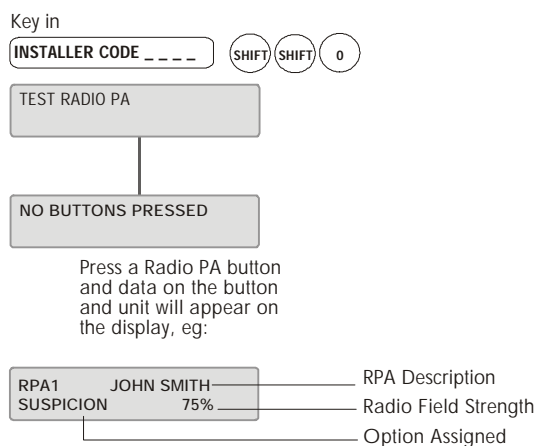 Key in
INSTALLER CODE _ _ _ _ SHIFT SHIFT 0
TEST RADIO PA
NO BUTTONS PRESSED
Press a Radio PA button
and data on the button
and unit will appear on
the display, eg:
RPA1 JOHN SMITH RPA Description
SUSPICION 75% Radio Field Strength
Option Assigned